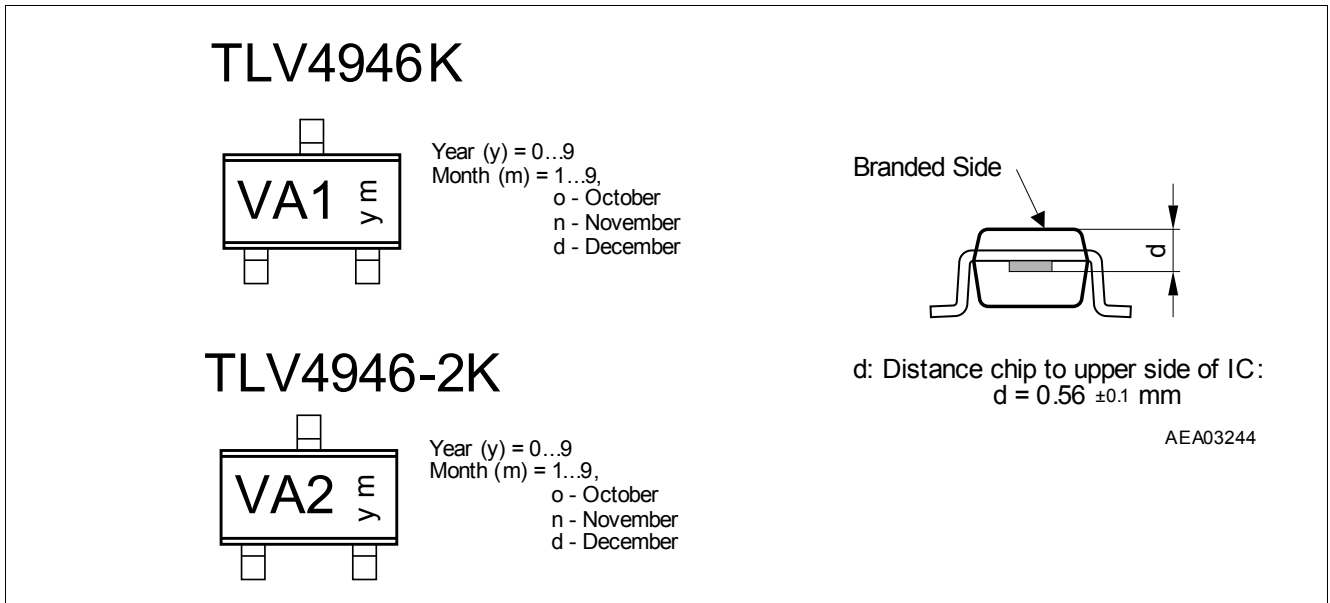 TLV4946K
VA1
y m
Year (y) = 0...9
Month (m) = 1...9,
o - October
n - November
d - December
TLV4946-2K
VA2
y m
Year (y) = 0...9
Month (m) = 1...9,
o - October
n - November
d - December
Branded Side
d
d: Distance chip to upper side of IC:
d = 0.56 ±0.1 mm
AEA03244